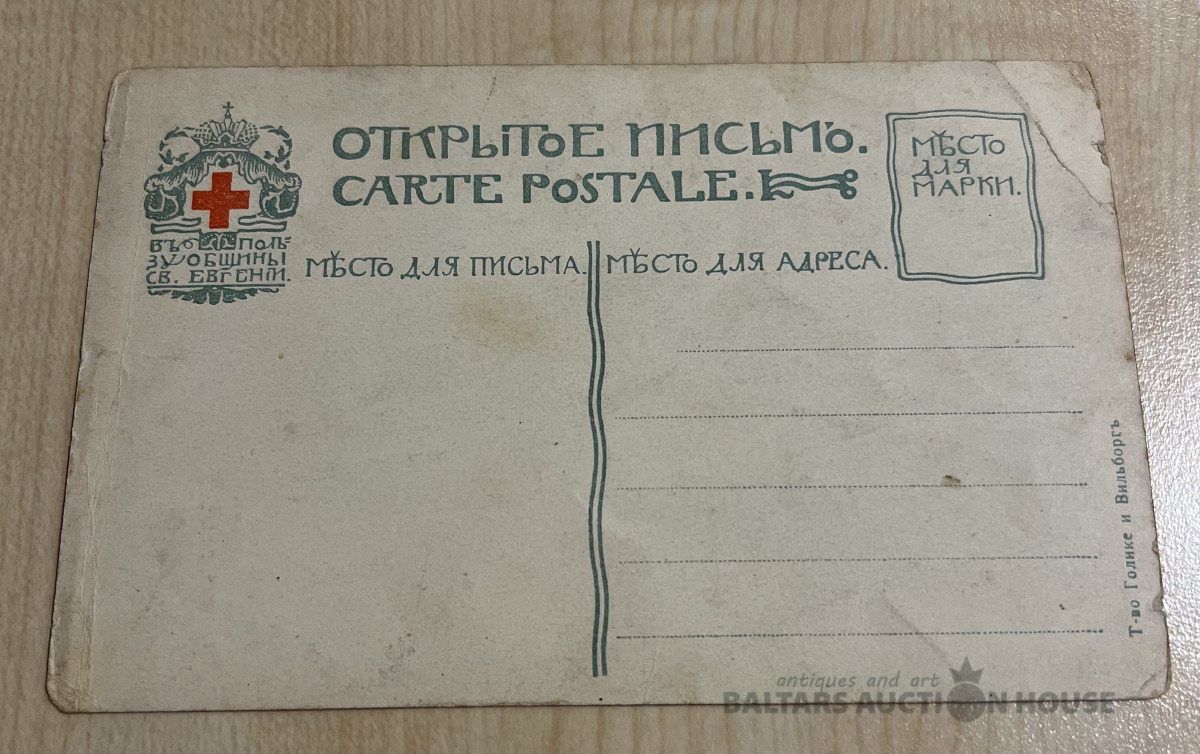 ОТКРЫТОЕ ПИСЬМО.
CARTE POSTALE.
МѢСТО
ДЛЯ
МАРКИ.
ВЪ ПОЛЬ=
ЗУ ОБЩИНЫ
СВ. ЕВГЕНІИ.
МѢСТО ДЛЯ ПИСЬМА.
МѢСТО ДЛЯ АДРЕСА.
Т-во Голике и Вильборгъ
antiques and art
BALTARS AUCTION HOUSE